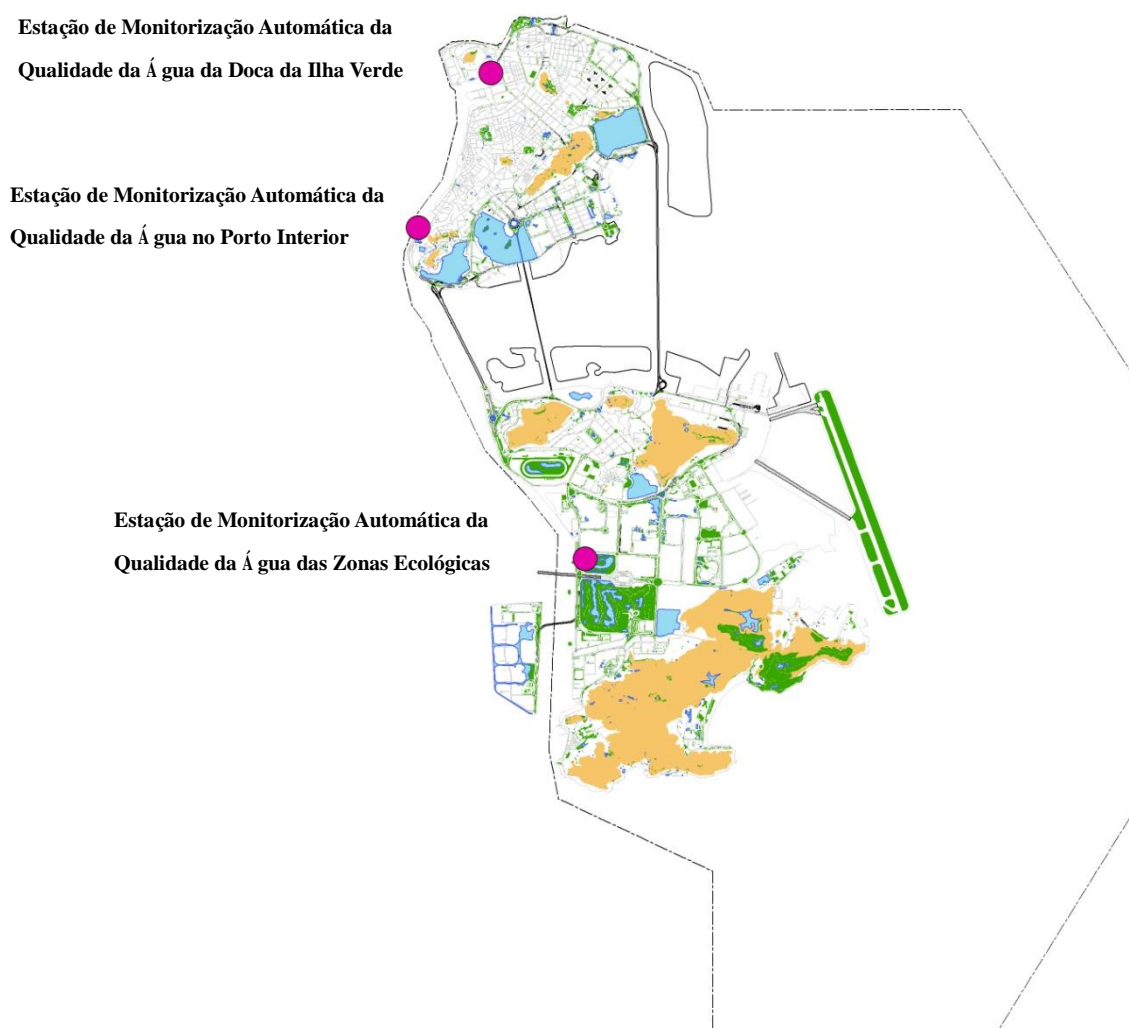 Estação de Monitorização Automática da
Qualidade da Á gua da Doca da Ilha Verde
Estação de Monitorização Automática da
Qualidade da Á gua no Porto Interior
Estação de Monitorização Automática da
Qualidade da Á gua das Zonas Ecológicas